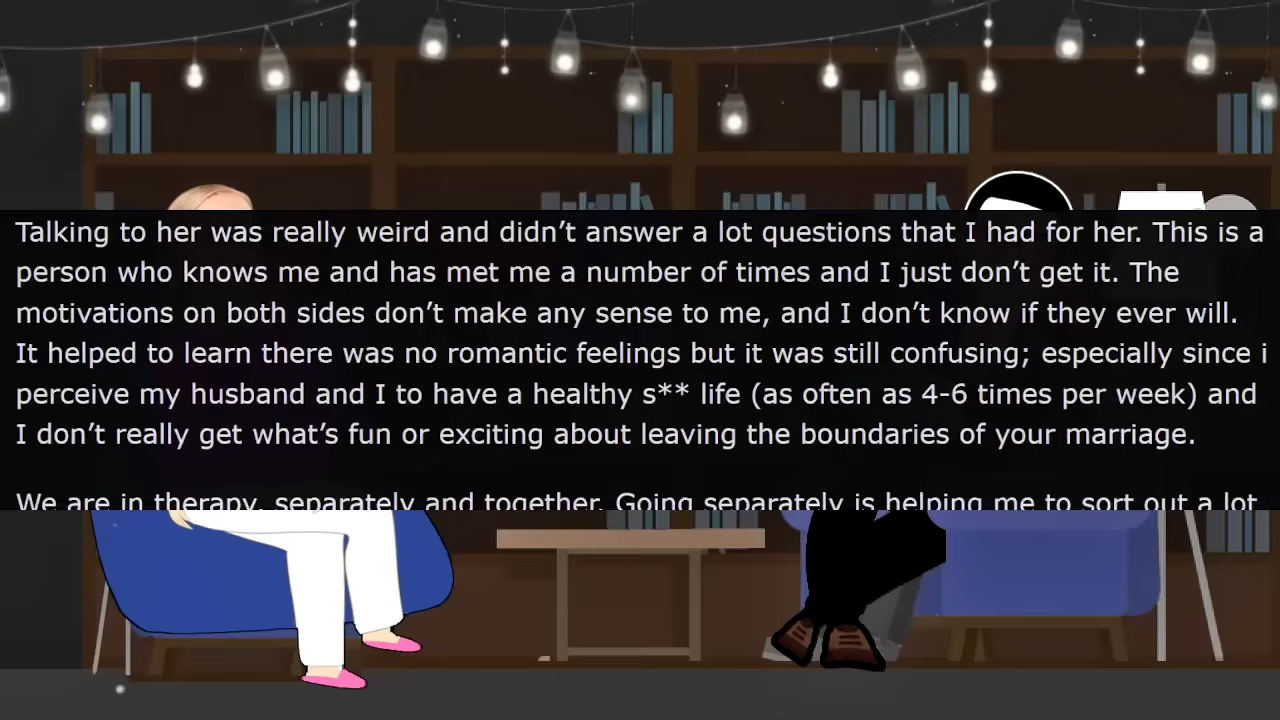 Talking to her was really weird and didn’t answer a lot questions that I had for her. This is a
person who knows me and has met me a number of times and I just don’t get it. The
motivations on both sides don’t make any sense to me, and I don’t know if they ever will.
It helped to learn there was no romantic feelings but it was still confusing; especially since i
perceive my husband and I to have a healthy s** life (as often as 4-6 times per week) and
I don’t really get what’s fun or exciting about leaving the boundaries of your marriage.
We are in therapy, separately and together. Going separately is helping me to sort out a lot